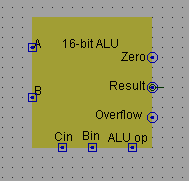 A 16-bit ALU
Zero
Result
B
Overflow
Cin Bin ALU op